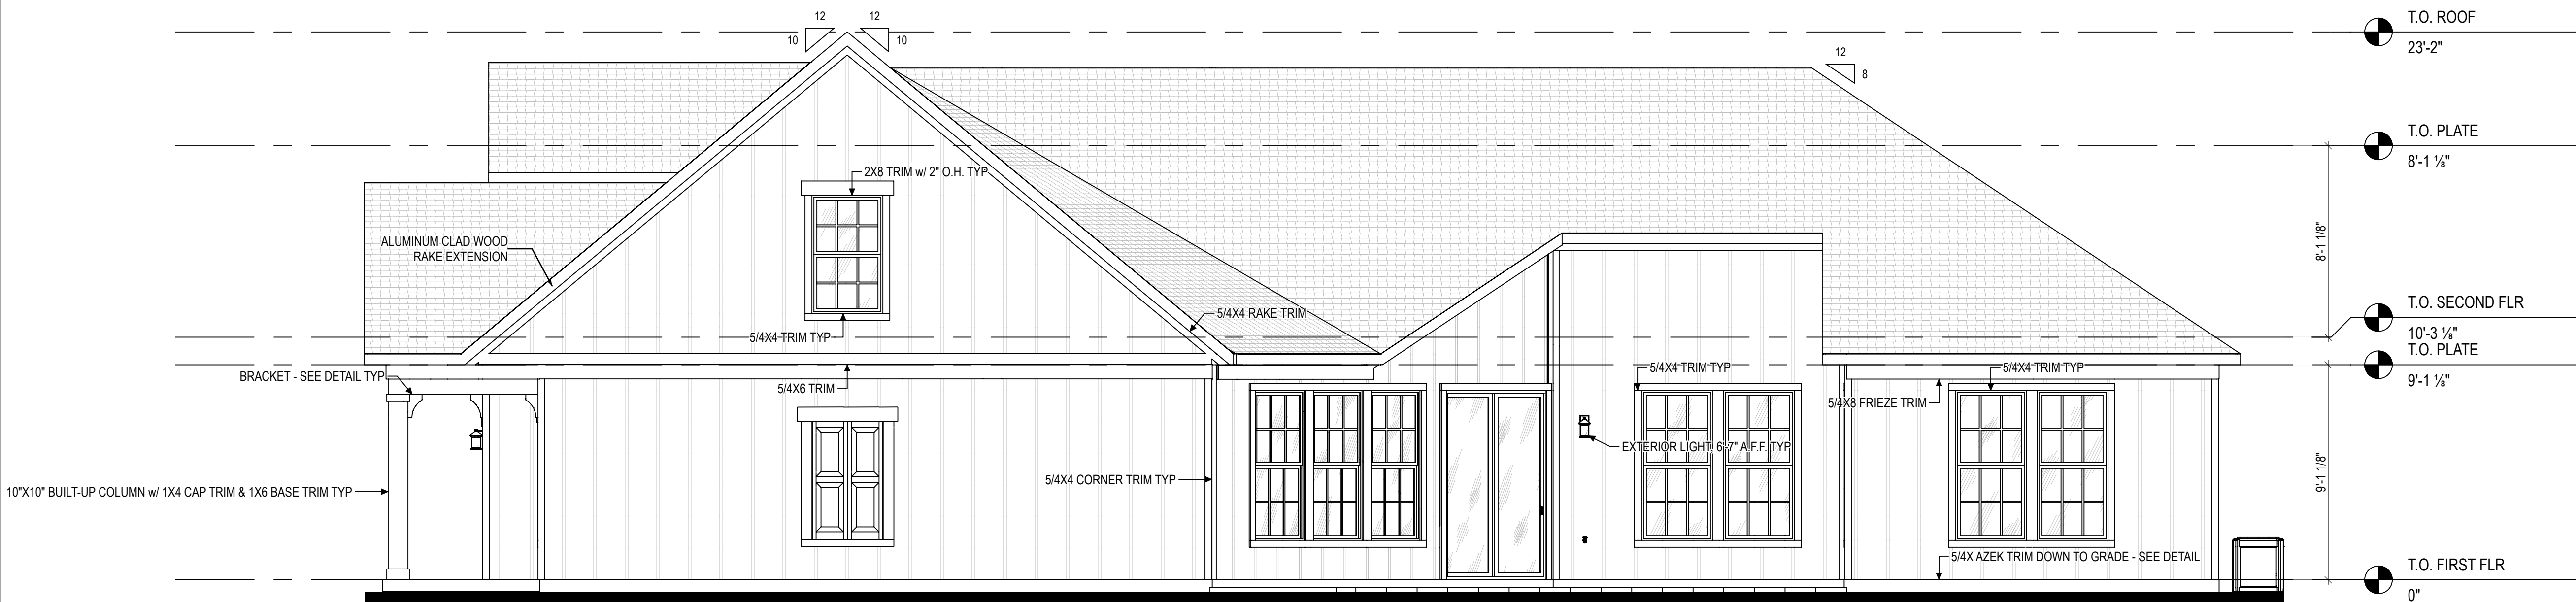 12
12
10
10
12
8
T.O. ROOF
23'-2"
T.O. PLATE
8'-1 ⅛"
2X8 TRIM w/ 2" O.H. TYP
ALUMINUM CLAD WOOD
RAKE EXTENSION
8'-1 1/8"
T.O. SECOND FLR
10'-3 ⅛"
5/4X4 RAKE TRIM
5/4X4 TRIM TYP
T.O. PLATE
9'-1 ⅛"
BRACKET - SEE DETAIL TYP
5/4X6 TRIM
5/4X4 TRIM TYP
5/4X4 TRIM TYP
5/4X8 FRIEZE TRIM
EXTERIOR LIGHT, 6'-7" A.F.F. TYP
5/4X4 CORNER TRIM TYP
9'-1 1/8"
10"X10" BUILT-UP COLUMN w/ 1X4 CAP TRIM & 1X6 BASE TRIM TYP
5/4X AZEK TRIM DOWN TO GRADE - SEE DETAIL
T.O. FIRST FLR
0"